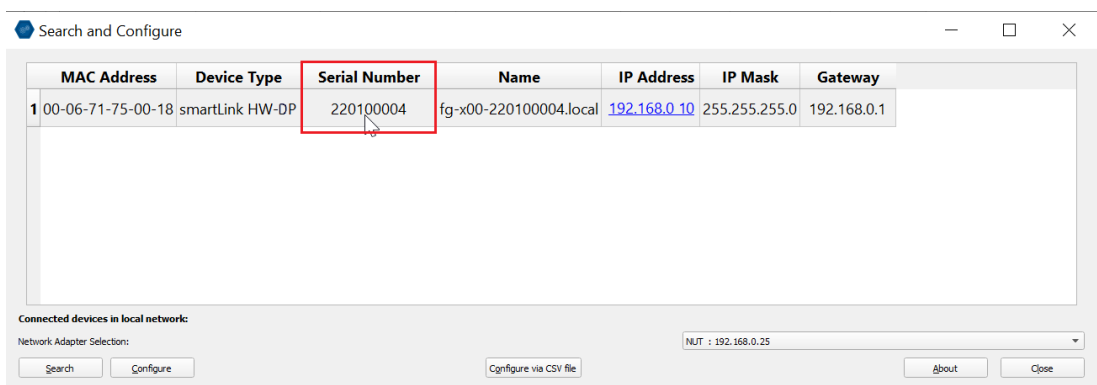 Search and Configure
MAC Address Device Type Serial Number Name IP Address IP Mask Gateway
1 00-06-71-75-00-18 smartLink HW-DP 220100004 fg-x00-220100004.local 192.168.0 10 255.255.255.0 192.168.0.1
Connected devices in local network:
Network Adapter Selection: NUT : 192.168.0.25
Search Configure Configure via CSV file About Close